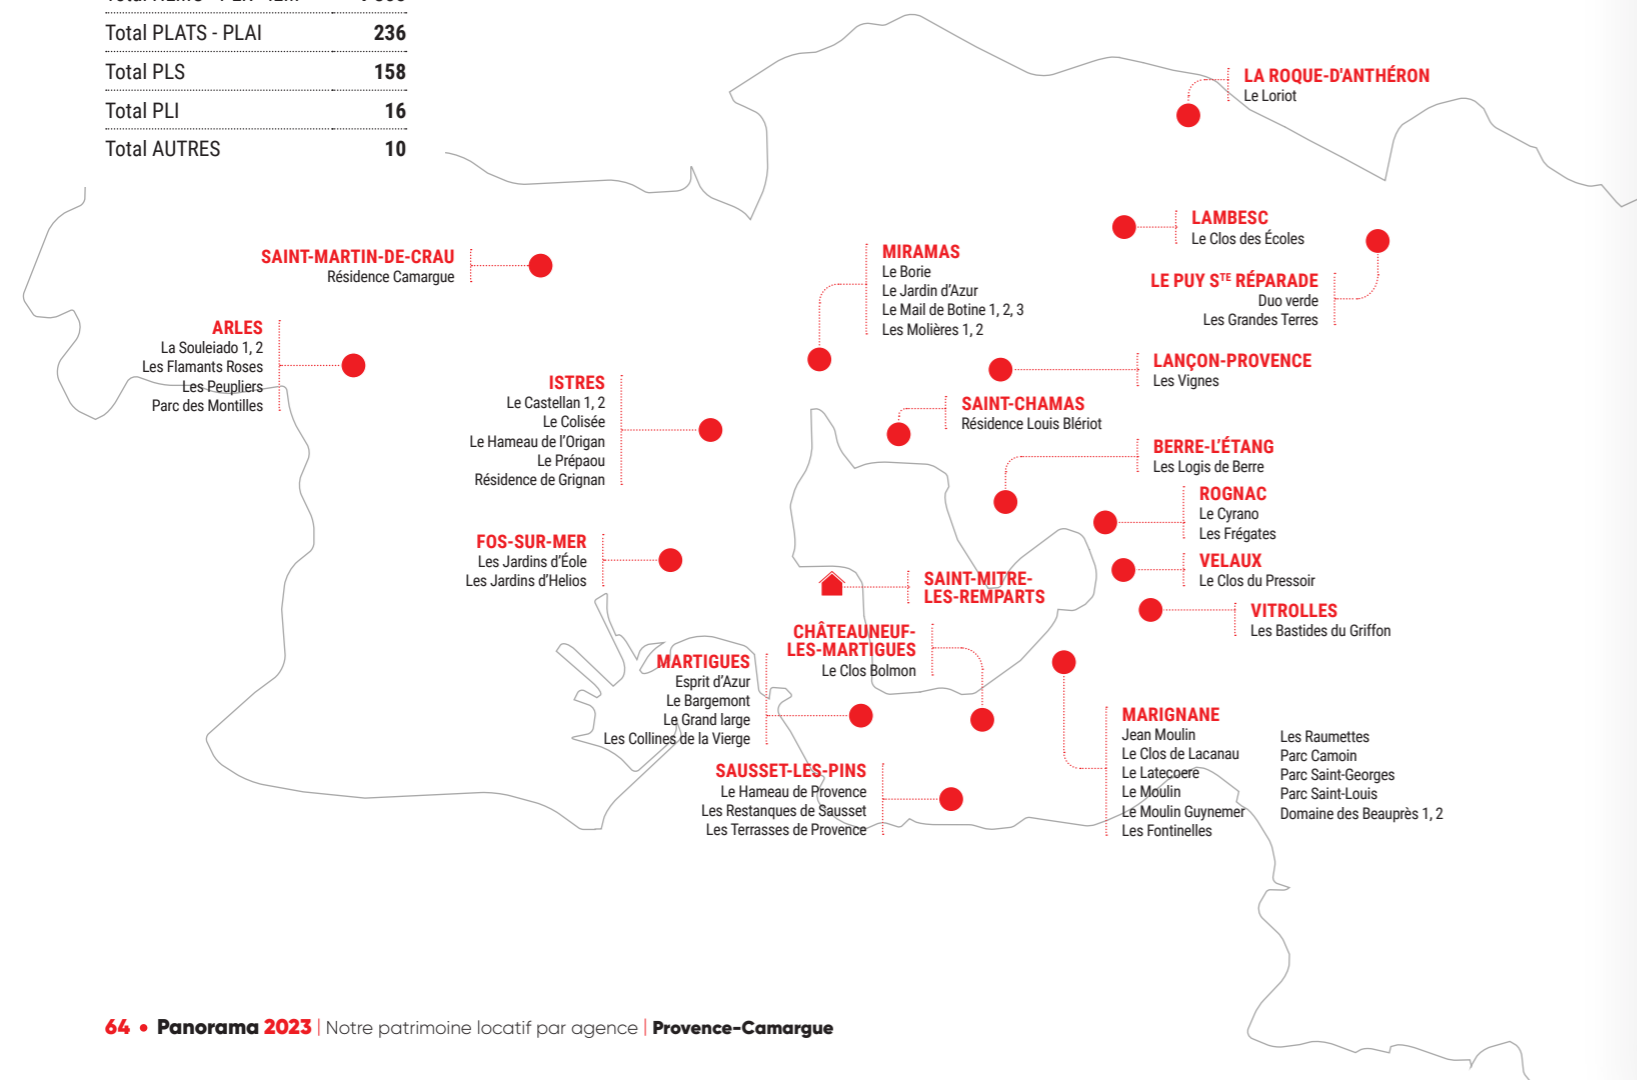 Total PLATS - PLAI 236
Total PLS 158
Total PLI 16
Total AUTRES 10
LA ROQUE-D'ANTHÉRON
Le Loriot
LAMBESC
Le Clos des Écoles
LE PUY STE RÉPARADE
Duo verde
Les Grandes Terres
SAINT-MARTIN-DE-CRAU
Résidence Camargue
MIRAMAS
Le Borie
Le Jardin d'Azur
Le Mail de Botine 1, 2, 3
Les Molières 1, 2
ARLES
La Souleiado 1, 2
Les Flamants Roses
Les Peupliers
Parc des Montilles
LANÇON-PROVENCE
Les Vignes
ISTRES
Le Castellan 1, 2
Le Colisée
Le Hameau de l'Origan
Le Prépaou
Résidence de Grignan
SAINT-CHAMAS
Résidence Louis Blériot
BERRE-L'ÉTANG
Les Logis de Berre
ROGNAC
Le Cyrano
Les Frégates
FOS-SUR-MER
Les Jardins d'Éole
Les Jardins d'Helios
VELAUX
Le Clos du Pressoir
SAINT-MITRE-
LES-REMPARTS
VITROLLES
Les Bastides du Griffon
CHÂTEAUNEUF-
LES-MARTIGUES
Le Clos Bolmon
MARTIGUES
Esprit d'Azur
Le Bargemont
Le Grand large
Les Collines de la Vierge
MARIGNANE
Jean Moulin
Le Clos de Lacanau
Le Latecoere
Le Moulin
Le Moulin Guynemer
Les Fontinelles
Les Raumettes
Parc Camoin
Parc Saint-Georges
Parc Saint-Louis
Domaine des Beauprès 1, 2
SAUSSET-LES-PINS
Le Hameau de Provence
Les Restanques de Sausset
Les Terrasses de Provence
64 • Panorama 2023 | Notre patrimoine locatif par agence | Provence-Camargue